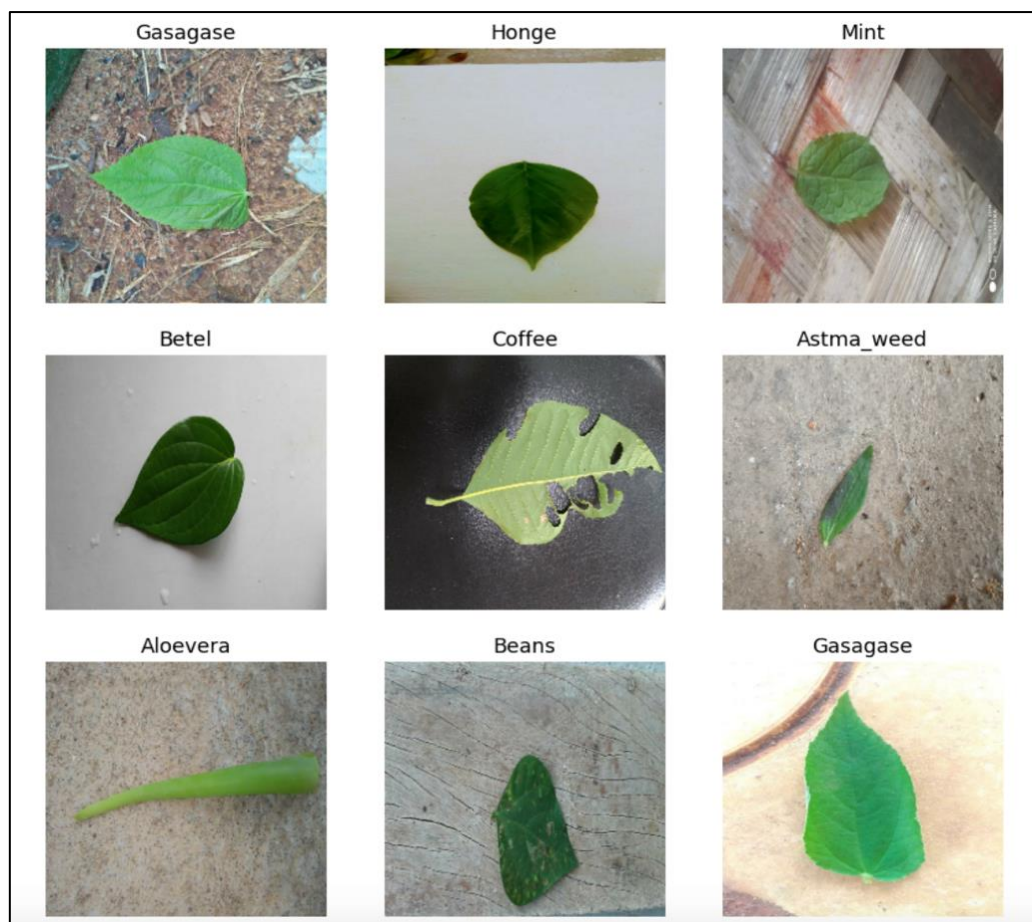 Gasagase
Honge
Mint
Betel
Coffee
Astma_weed
Aloevera
Beans
Gasagase